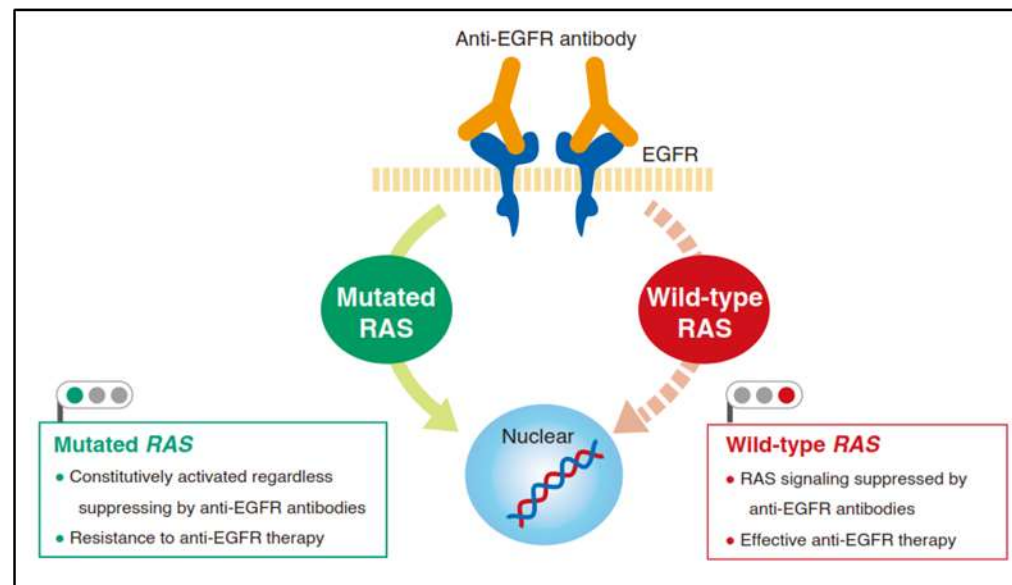 Anti-EGFR antibody
EGFR
Mutated
RAS
Wild-type
RAS
Nuclear
Mutated RAS
• Constitutively activated regardless
suppressing by anti-EGFR antibodies
• Resistance to anti-EGFR therapy
Wild-type RAS
• RAS signaling suppressed by
anti-EGFR antibodies
• Effective anti-EGFR therapy